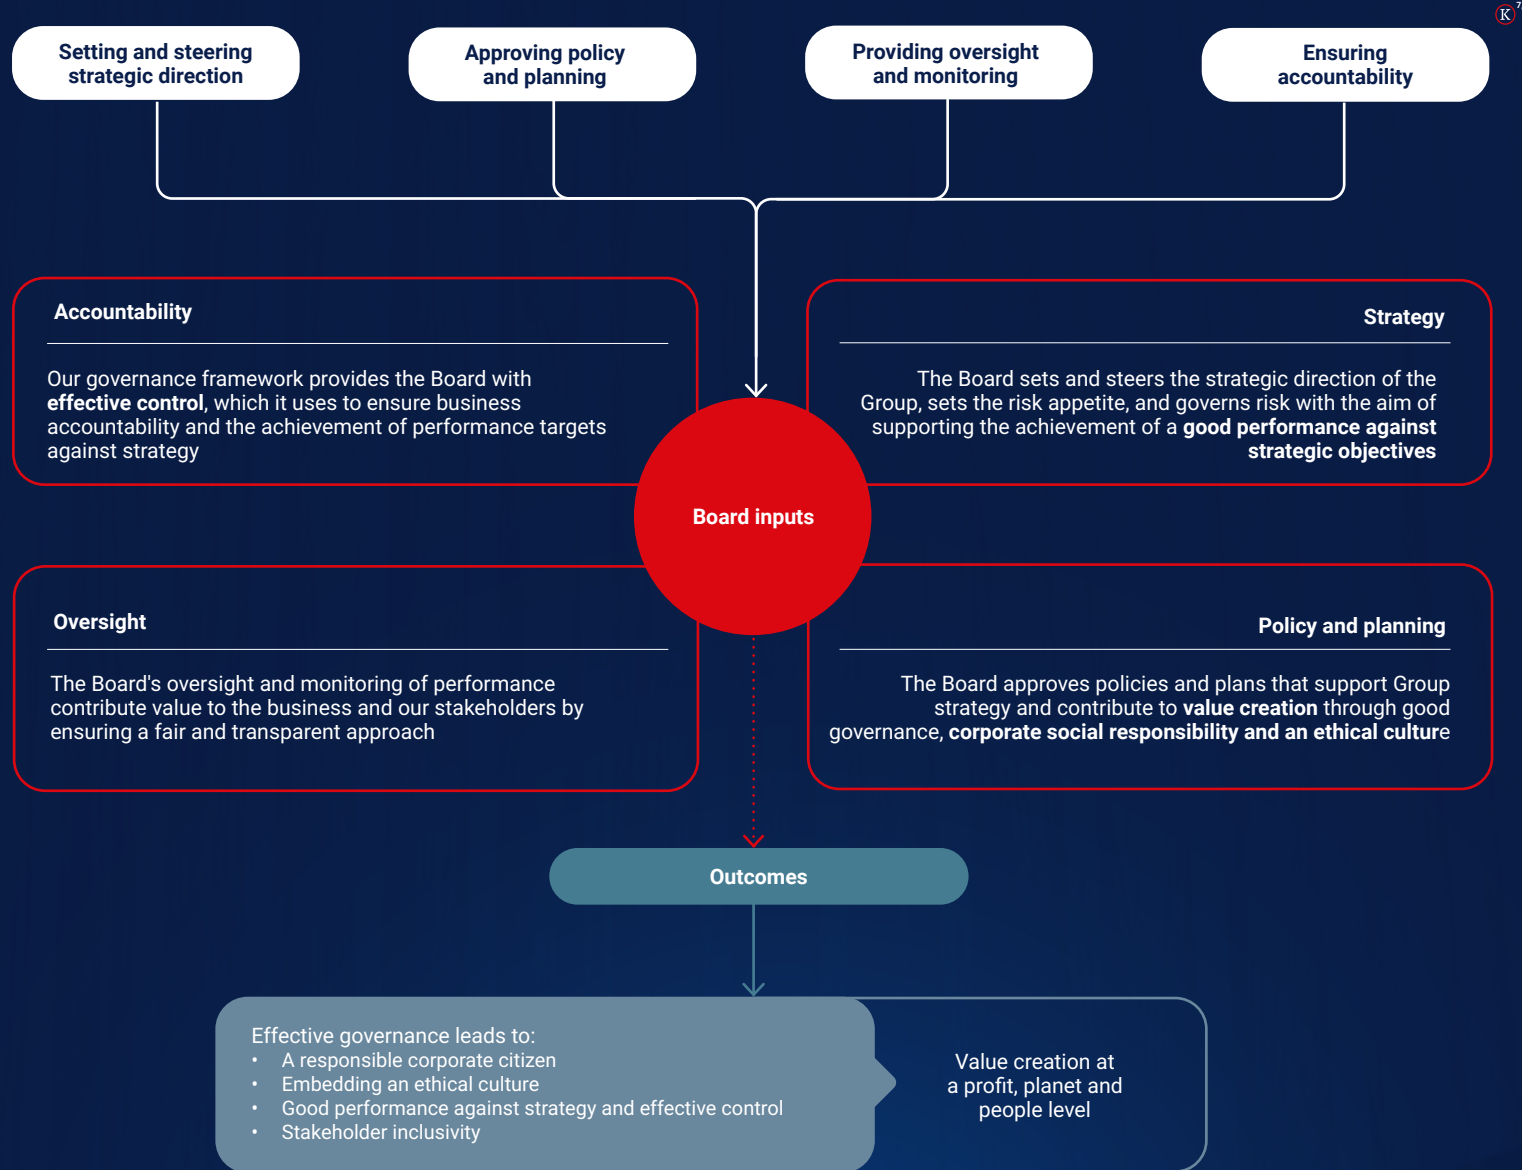 K 7
Setting and steering
strategic direction
Approving policy
and planning
Providing oversight
and monitoring
Ensuring
accountability
Accountability
Our governance framework provides the Board with
effective control, which it uses to ensure business
accountability and the achievement of performance targets
against strategy
Strategy
The Board sets and steers the strategic direction of the
Group, sets the risk appetite, and governs risk with the aim of
supporting the achievement of a good performance against
strategic objectives
Board inputs
Oversight
The Board's oversight and monitoring of performance
contribute value to the business and our stakeholders by
ensuring a fair and transparent approach
Policy and planning
The Board approves policies and plans that support Group
strategy and contribute to value creation through good
governance, corporate social responsibility and an ethical culture
Outcomes
Effective governance leads to:
• A responsible corporate citizen
• Embedding an ethical culture
• Good performance against strategy and effective control
• Stakeholder inclusivity
Value creation at
a profit, planet and
people level